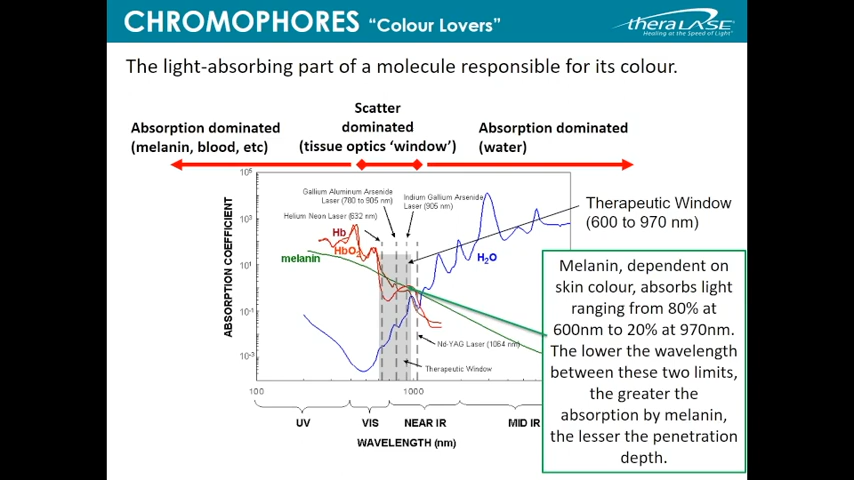 CHROMOPHORES "Colour Lovers"
theralase
Healing at the Speed of Light
The light-absorbing part of a molecule responsible for its colour.
Absorption dominated
(melanin, blood, etc)
Scatter
dominated
(tissue optics 'window')
Absorption dominated
(water)
10⁵
10³
10¹
10⁻¹
10⁻³
ABSORPTION COEFFICIENT
Gallium Aluminum Arsenide
Laser (780 to 905 nm)
Indium Gallium Arsenide
Laser (905 nm)
Helium Neon Laser (632 nm)
Hb
HbO₂
melanin
H₂O
Therapeutic Window
(600 to 970 nm)
Nd-YAG Laser (1064 nm)
Therapeutic Window
100
1000
UV
VIS
NEAR IR
MID IR
WAVELENGTH (nm)
Melanin, dependent on
skin colour, absorbs light
ranging from 80% at
600nm to 20% at 970nm.
The lower the wavelength
between these two limits,
the greater the
absorption by melanin,
the lesser the penetration
depth.